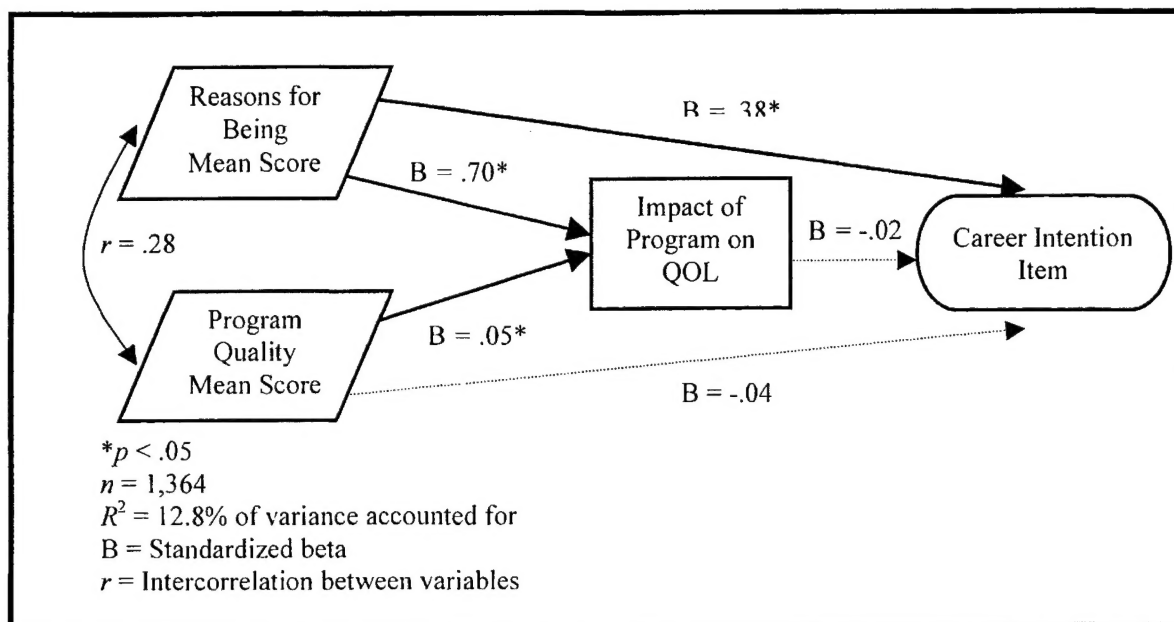 Reasons for
Being
Mean Score
B = .38*
B = .70*
Impact of
Program on
QOL
B = -.02
Career Intention
Item
r = .28
Program
Quality
Mean Score
B = .05*
B = -.04
*p < .05
n = 1,364
R² = 12.8% of variance accounted for
B = Standardized beta
r = Intercorrelation between variables